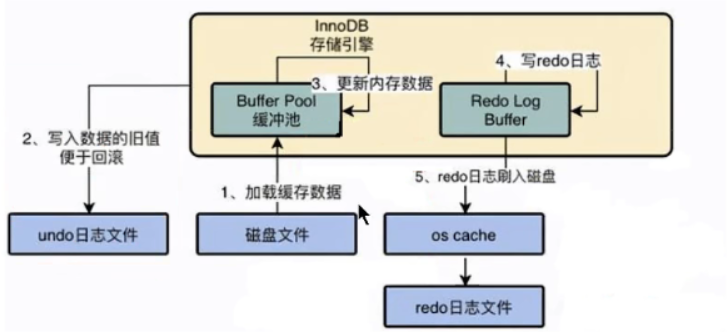 InnoDB
存储引擎
4、写redo日志
3、更新内存数据
Buffer Pool
缓冲池
Redo Log
Buffer
2、写入数据的旧值
便于回滚
5、redo日志刷入磁盘
1、加载缓存数据
undo日志文件
磁盘文件
os cache
redo日志文件